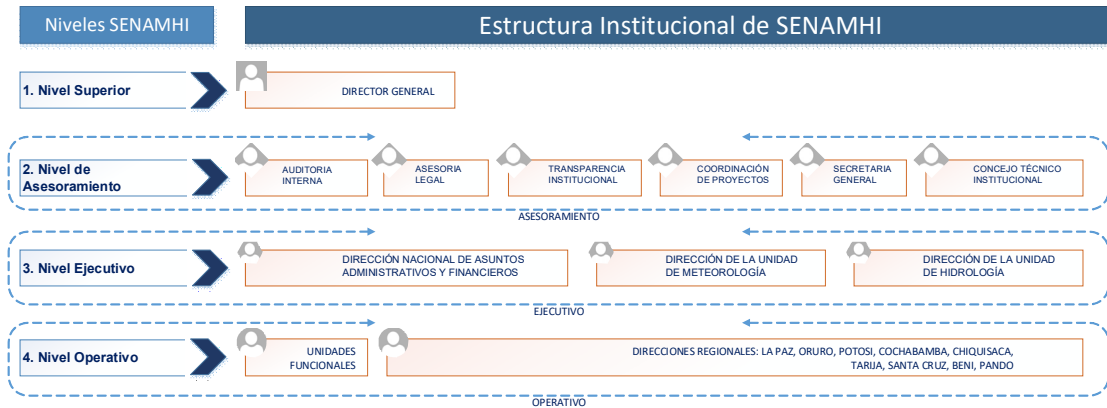 Niveles SENAMHI
Estructura Institucional de SENAMHI
1. Nivel Superior
DIRECTOR GENERAL
2. Nivel de
Asesoramiento
AUDITORIA
INTERNA
ASESORIA
LEGAL
TRANSPARENCIA
INSTITUCIONAL
COORDINACIÓN
DE PROYECTOS
SECRETARIA
GENERAL
CONCEJO TÉCNICO
INSTITUCIONAL
ASESORAMIENTO
3. Nivel Ejecutivo
DIRECCIÓN NACIONAL DE ASUNTOS
ADMINISTRATIVOS Y FINANCIEROS
DIRECCIÓN DE LA UNIDAD
DE METEOROLOGÍA
DIRECCIÓN DE LA UNIDAD
DE HIDROLOGÍA
EJECUTIVO
4. Nivel Operativo
UNIDADES
FUNCIONALES
DIRECCIONES REGIONALES: LA PAZ, ORURO, POTOSI, COCHABAMBA, CHIQUISACA,
TARIJA, SANTA CRUZ, BENI, PANDO
OPERATIVO